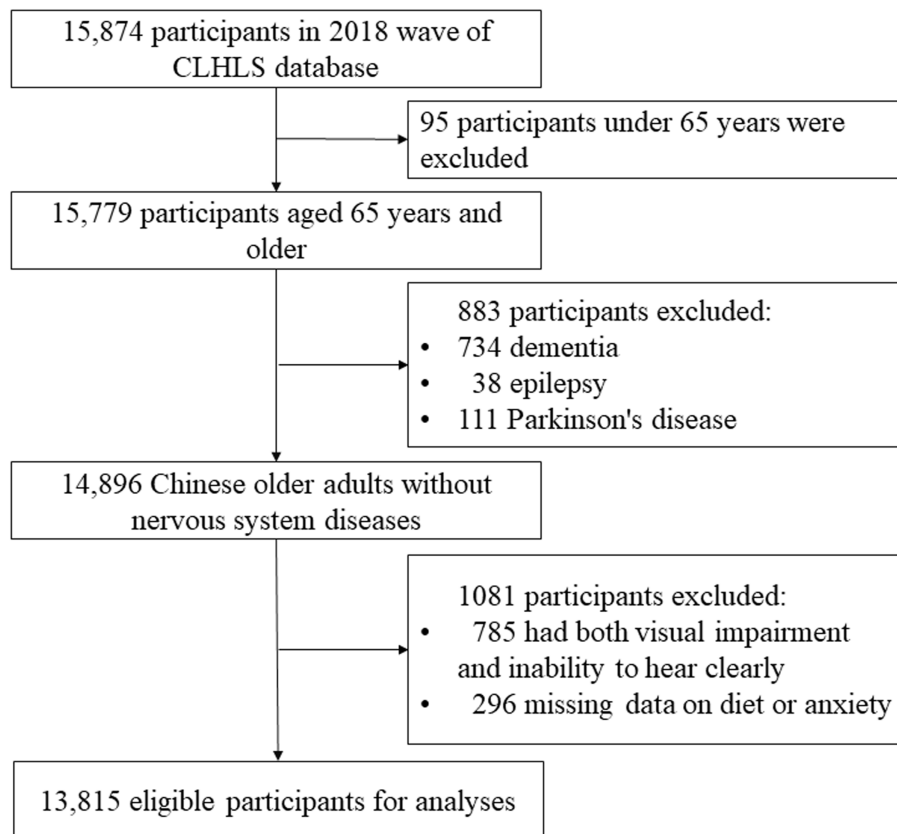 15,874 participants in 2018 wave of
CLHLS database
95 participants under 65 years were
excluded
15,779 participants aged 65 years and
older
883 participants excluded:
• 734 dementia
• 38 epilepsy
• 111 Parkinson's disease
14,896 Chinese older adults without
nervous system diseases
1081 participants excluded:
• 785 had both visual impairment
and inability to hear clearly
• 296 missing data on diet or anxiety
13,815 eligible participants for analyses